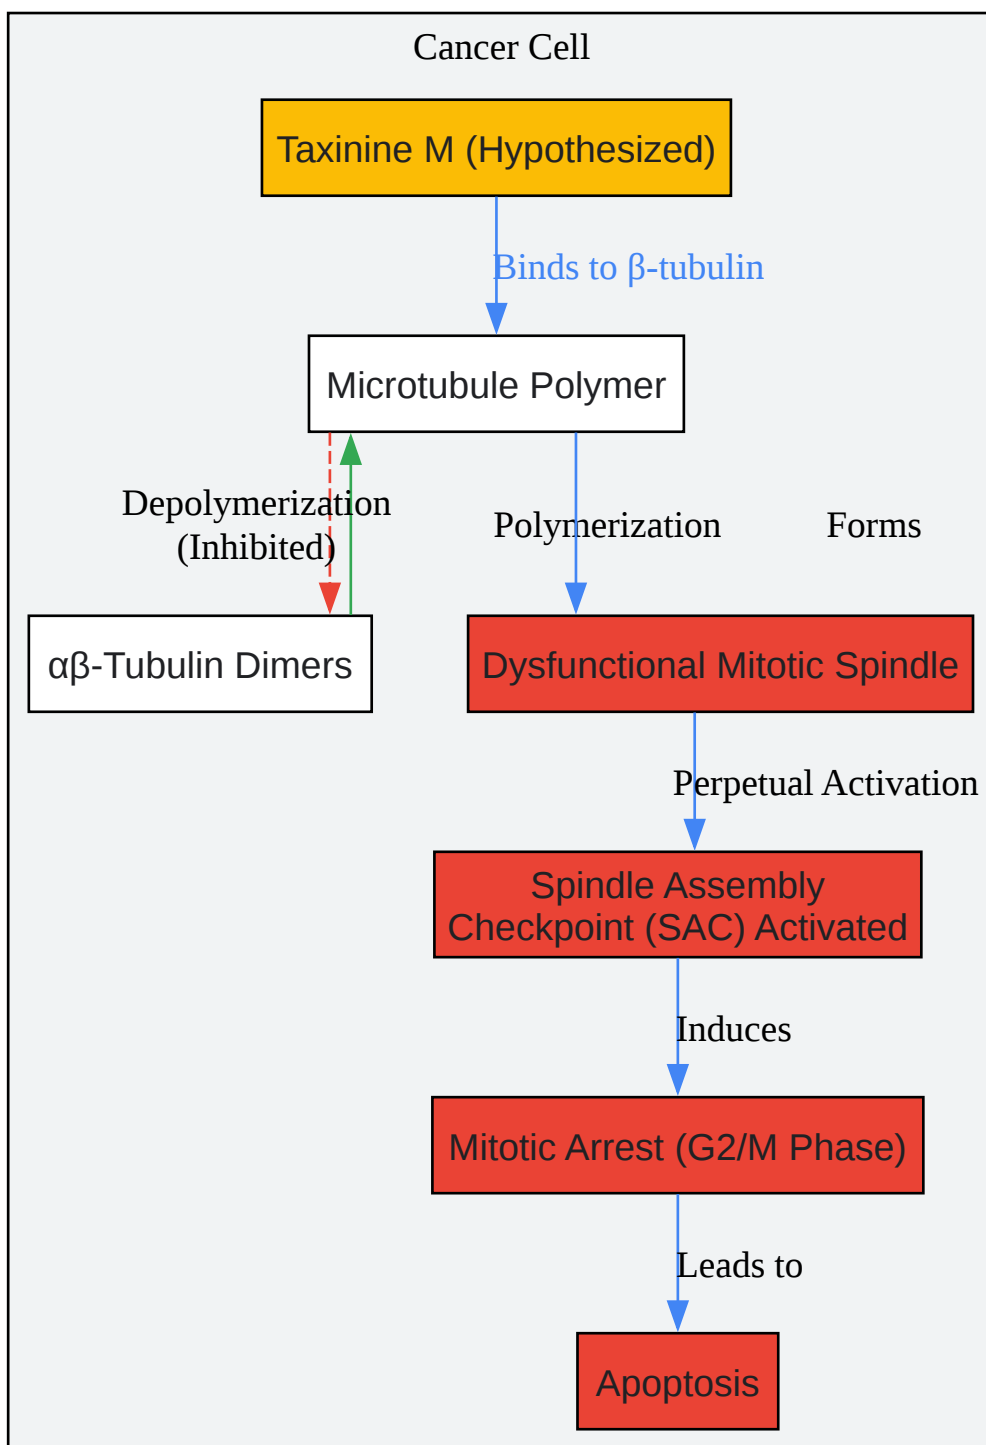 Cancer Cell
Taxinine M (Hypothesized)
Binds to β-tubulin
Microtubule Polymer
Depolymerization
(Inhibited)
Polymerization
Forms
αβ-Tubulin Dimers
Dysfunctional Mitotic Spindle
Perpetual Activation
Spindle Assembly
Checkpoint (SAC) Activated
Induces
Mitotic Arrest (G2/M Phase)
Leads to
Apoptosis